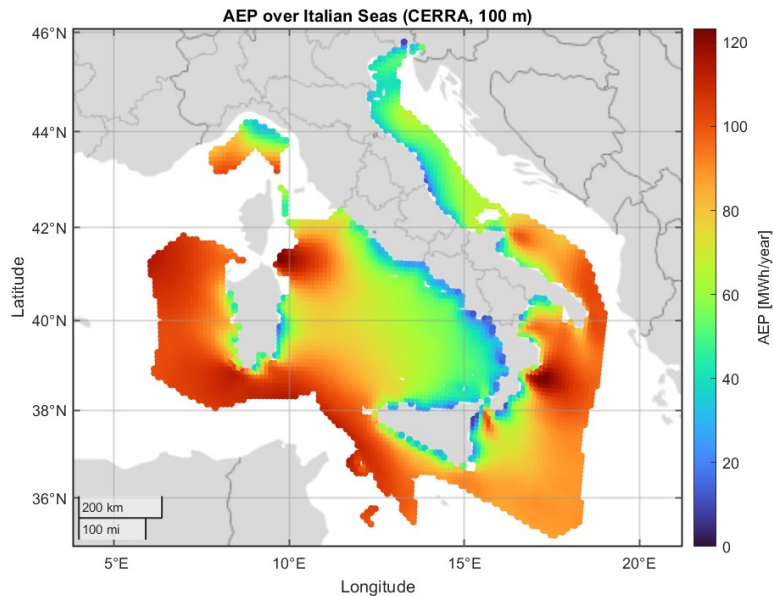 AEP over Italian Seas (CERRA, 100 m)
46°N
44°N
42°N
40°N
38°N
36°N
Latitude
200 km
100 mi
5°E
10°E
15°E
20°E
Longitude
120
100
80
60
40
20
0
AEP [MWh/year]